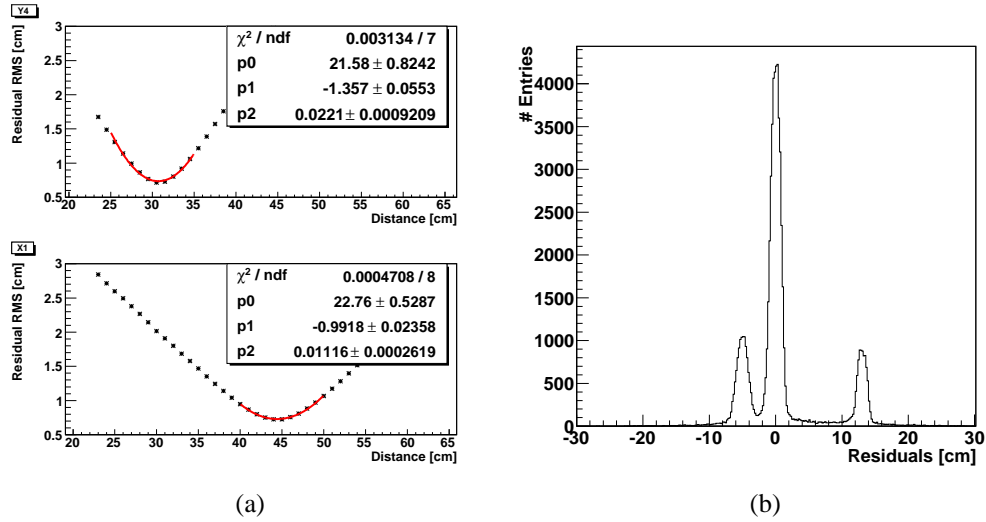 Y4
Residual RMS [cm]
3
2.5
2
1.5
1
0.5
χ² / ndf 0.003134 / 7
p0 21.58 ± 0.8242
p1 -1.357 ± 0.0553
p2 0.0221 ± 0.0009209
20 25 30 35 40 45 50 55 60 65
Distance [cm]
X1
Residual RMS [cm]
3
2.5
2
1.5
1
0.5
χ² / ndf 0.0004708 / 8
p0 22.76 ± 0.5287
p1 -0.9918 ± 0.02358
p2 0.01116 ± 0.0002619
20 25 30 35 40 45 50 55 60 65
Distance [cm]
(a)
# Entries
4000
3500
3000
2500
2000
1500
1000
500
0
-30 -20 -10 0 10 20 30
Residuals [cm]
(b)